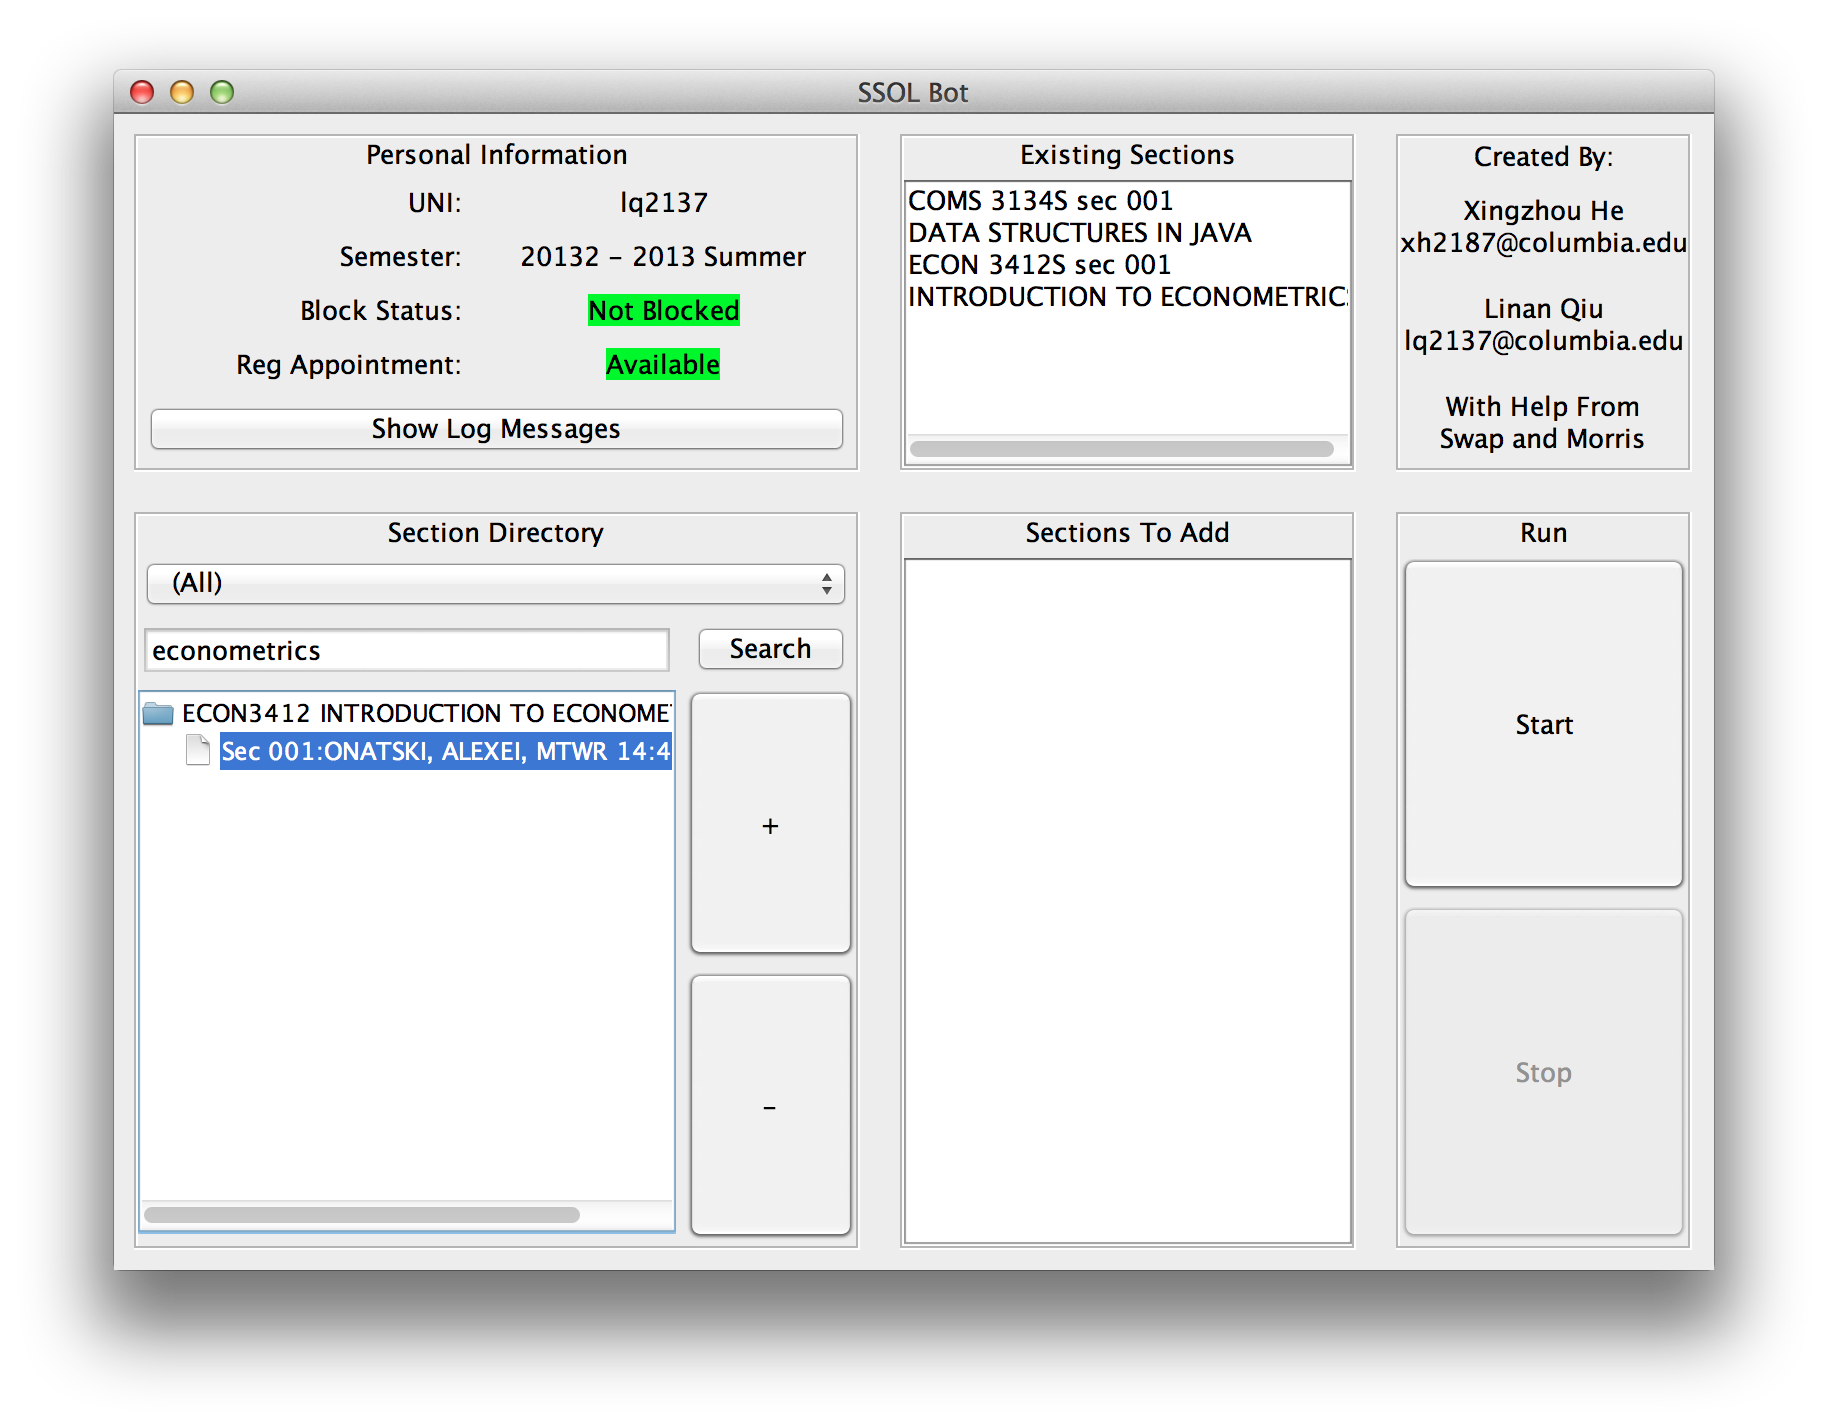 SSOL Bot
Personal Information
UNI: lq2137
Semester: 20132 - 2013 Summer
Block Status: Not Blocked
Reg Appointment: Available
Show Log Messages
Existing Sections
COMS 3134S sec 001
DATA STRUCTURES IN JAVA
ECON 3412S sec 001
INTRODUCTION TO ECONOMETRICS
Created By:
Xingzhou He
xh2187@columbia.edu
Linan Qiu
lq2137@columbia.edu
With Help From
Swap and Morris
Section Directory
(All)
econometrics
Search
ECON3412 INTRODUCTION TO ECONOME
Sec 001:ONATSKI, ALEXEI, MTWR 14:4
+
-
Sections To Add
Run
Start
Stop